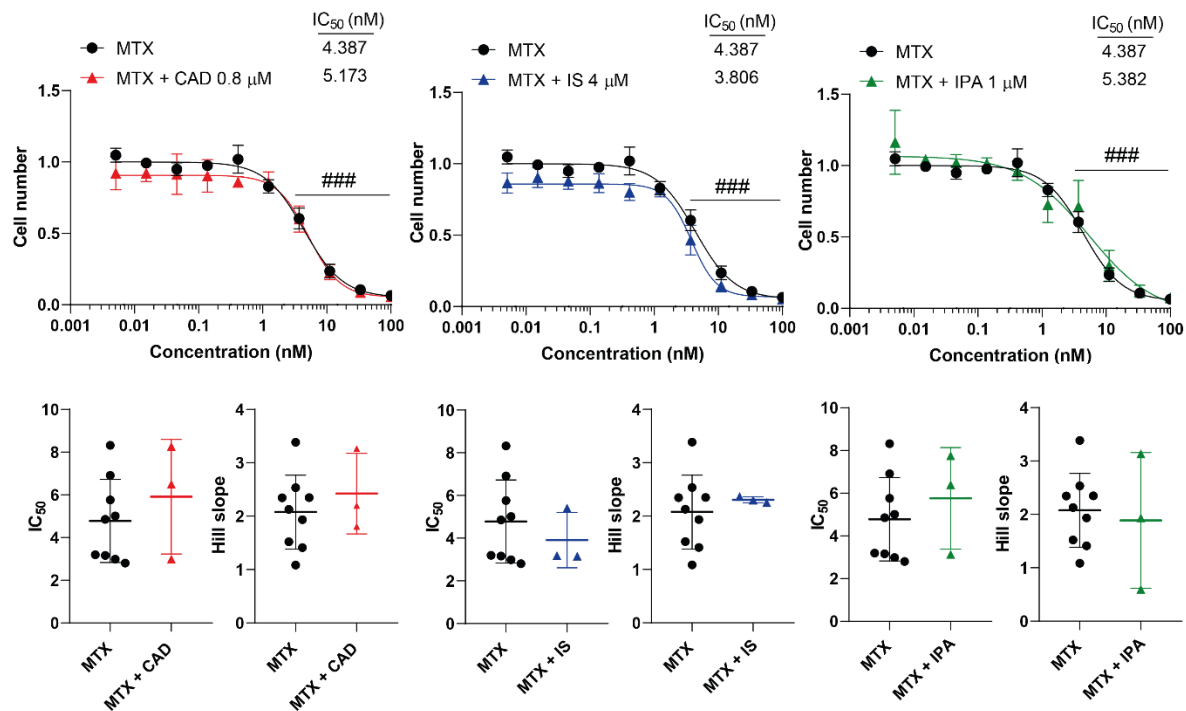 IC50 (nM)
MTX 4.387
MTX + CAD 0.8 μM 5.173
1.5
1.0
0.5
0.0
Cell number
###
0.001 0.01 0.1 1 10 100
Concentration (nM)
IC50 (nM)
MTX 4.387
MTX + IS 4 μM 3.806
1.5
1.0
0.5
0.0
Cell number
###
0.001 0.01 0.1 1 10 100
Concentration (nM)
IC50 (nM)
MTX 4.387
MTX + IPA 1 μM 5.382
1.5
1.0
0.5
0.0
Cell number
###
0.001 0.01 0.1 1 10 100
Concentration (nM)
10
8
6
4
2
0
IC50
MTX
MTX + CAD
4
3
2
1
0
Hill slope
MTX
MTX + CAD
10
8
6
4
2
0
IC50
MTX
MTX + IS
4
3
2
1
0
Hill slope
MTX
MTX + IS
10
8
6
4
2
0
IC50
MTX
MTX + IPA
4
3
2
1
0
Hill slope
MTX
MTX + IPA